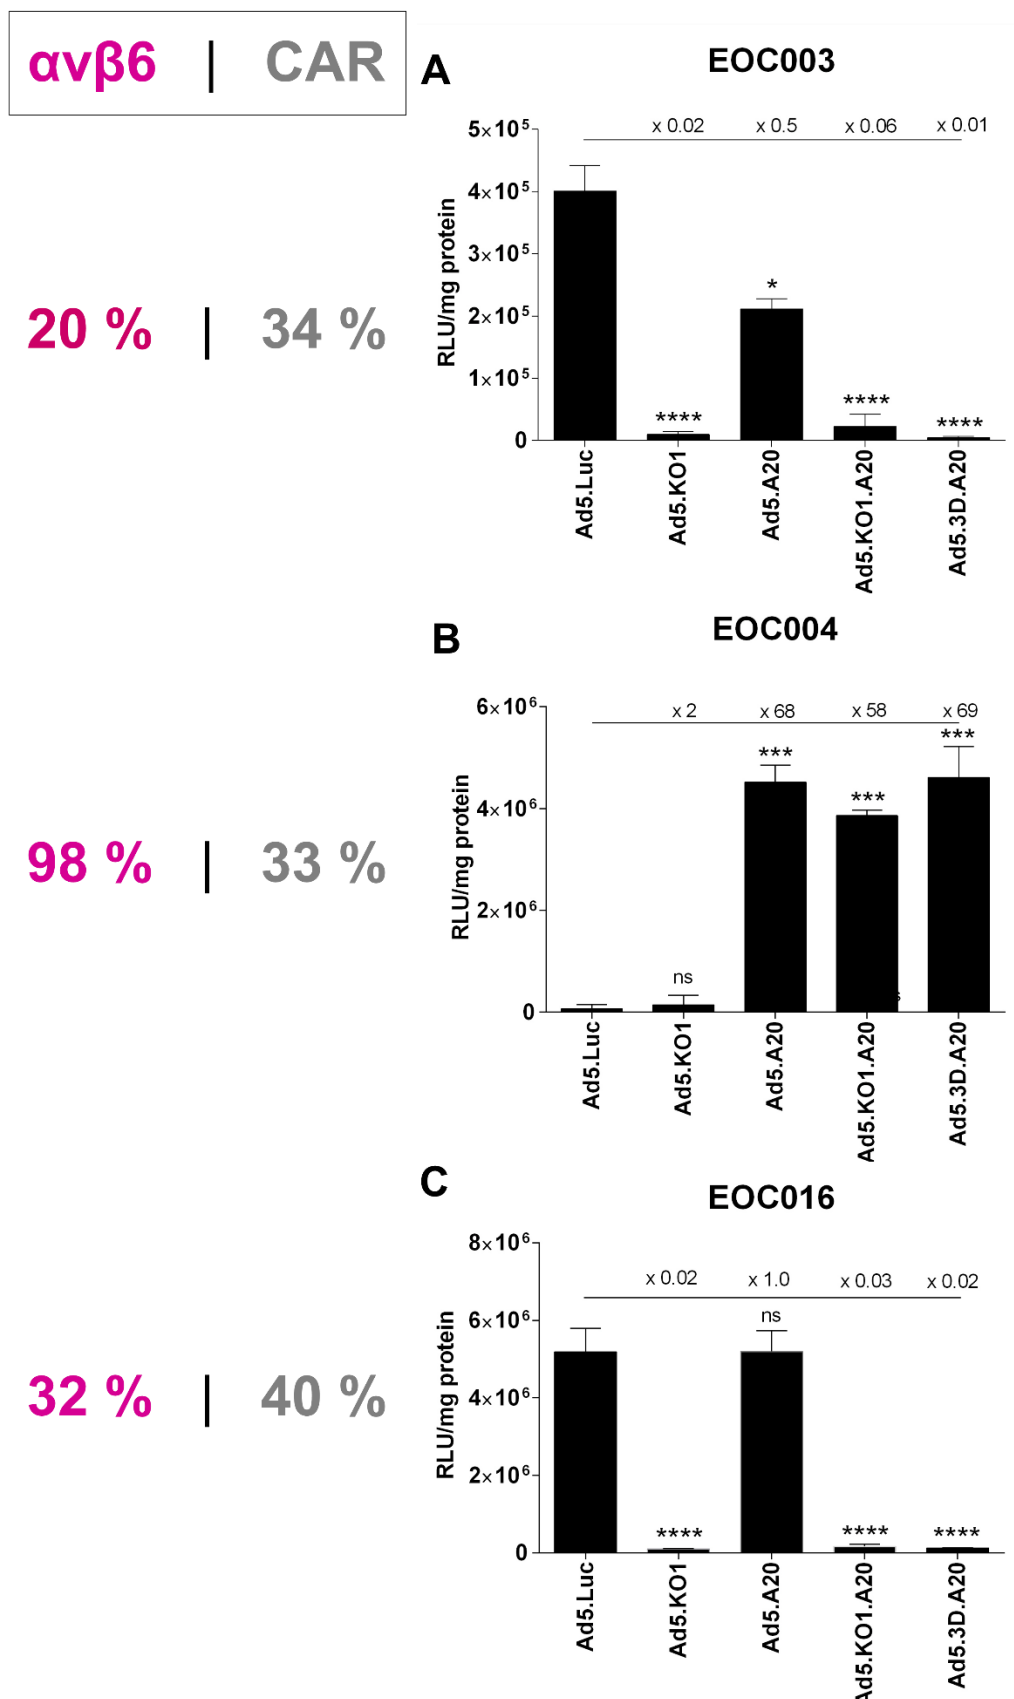 αvβ6 | CAR
A
EOC003
5×10⁵
4×10⁵
3×10⁵
2×10⁵
1×10⁵
0
RLU/mg protein
x 0.02 x 0.5 x 0.06 x 0.01
*
**** **** ****
20 % | 34 %
Ad5.Luc
Ad5.KO1
Ad5.A20
Ad5.KO1.A20
Ad5.3D.A20
B
EOC004
6×10⁶
4×10⁶
2×10⁶
0
RLU/mg protein
x 2 x 68 x 58 x 69
ns *** *** ***
98 % | 33 %
Ad5.Luc
Ad5.KO1
Ad5.A20
Ad5.KO1.A20
Ad5.3D.A20
C
EOC016
8×10⁶
6×10⁶
4×10⁶
2×10⁶
0
RLU/mg protein
x 0.02 x 1.0 x 0.03 x 0.02
ns
**** **** ****
32 % | 40 %
Ad5.Luc
Ad5.KO1
Ad5.A20
Ad5.KO1.A20
Ad5.3D.A20